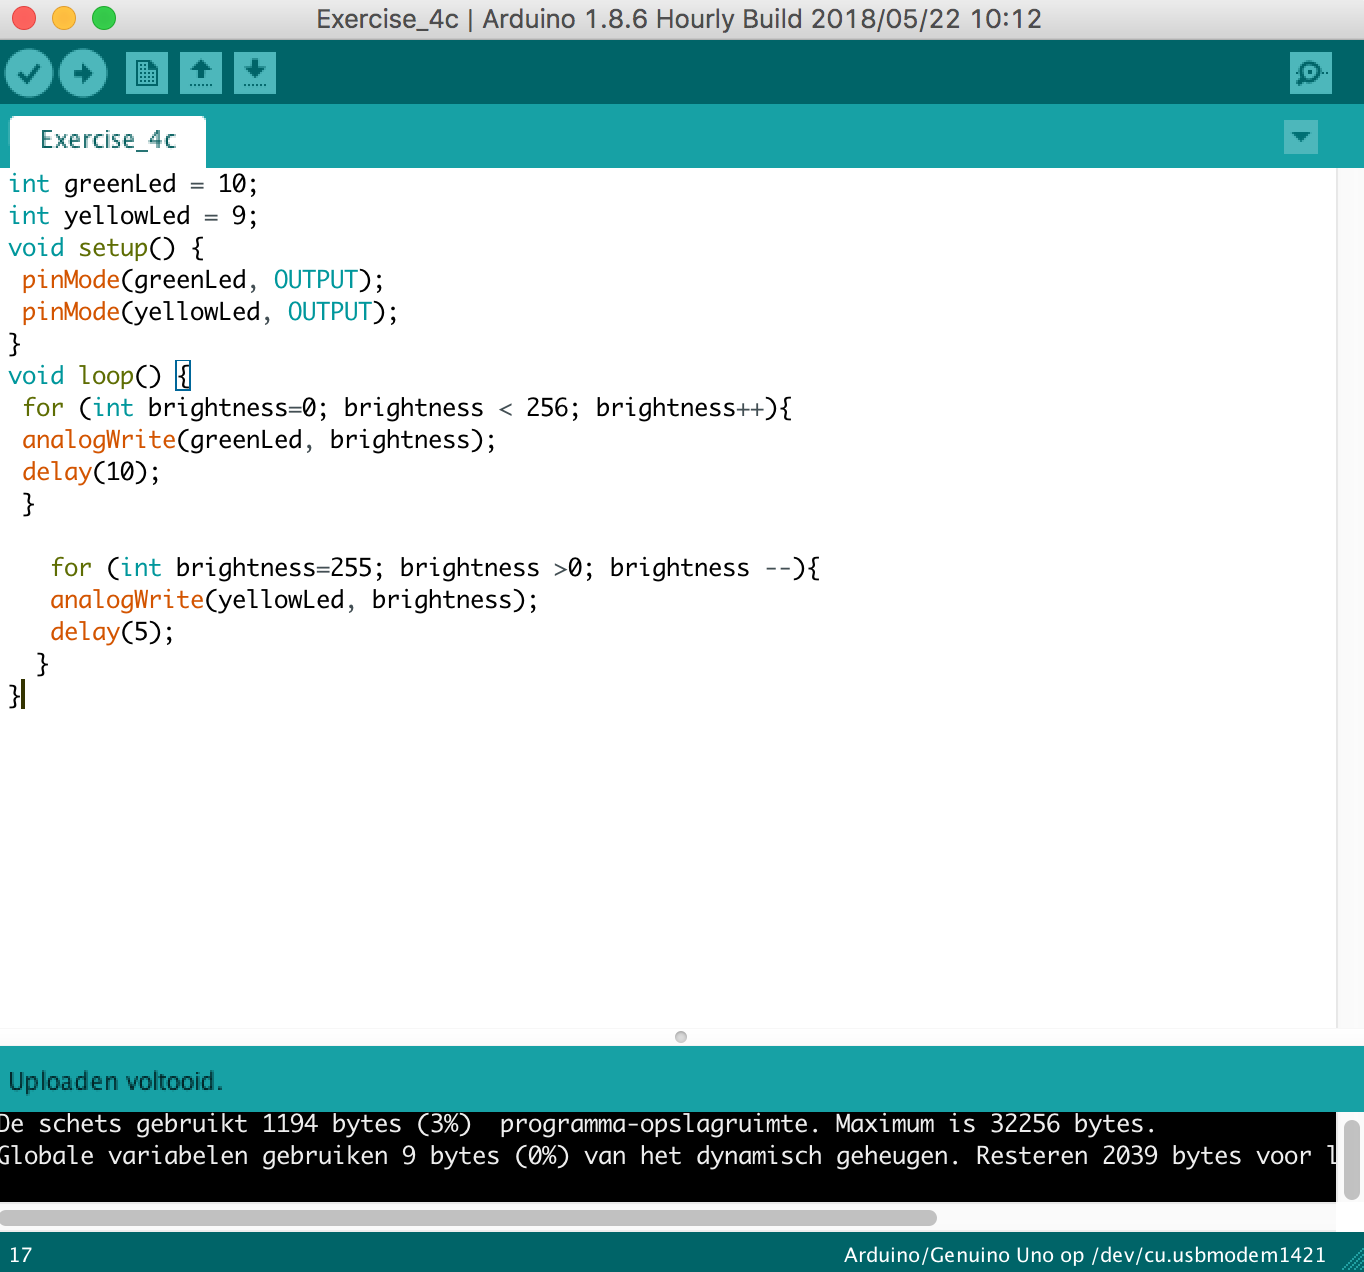 Exercise_4c | Arduino 1.8.6 Hourly Build 2018/05/22 10:12
Exercise_4c
int greenLed = 10;
int yellowLed = 9;
void setup() {
pinMode(greenLed, OUTPUT);
pinMode(yellowLed, OUTPUT);
}
void loop() {
for (int brightness=0; brightness < 256; brightness++){
analogWrite(greenLed, brightness);
delay(10);
}
for (int brightness=255; brightness >0; brightness --){
analogWrite(yellowLed, brightness);
delay(5);
}
}
Uploaden voltooid.
De schets gebruikt 1194 bytes (3%)  programma-opslagruimte. Maximum is 32256 bytes.
Globale variabelen gebruiken 9 bytes (0%) van het dynamisch geheugen. Resteren 2039 bytes voor l
17
Arduino/Genuino Uno op /dev/cu.usbmodem1421